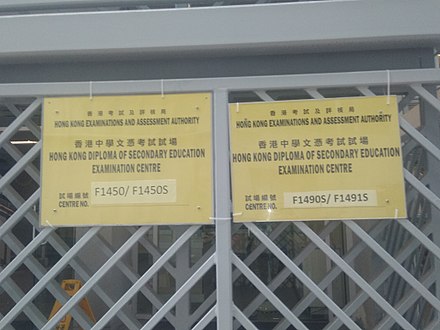 香港考試及評核局
HONG KONG EXAMINATIONS AND ASSESSMENT AUTHORITY
香港中學文憑考試試場
HONG KONG DIPLOMA OF SECONDARY EDUCATION
EXAMINATION CENTRE
試場編號
CENTRE NO.
F1450/ F1450S
香港考試及評核局
HONG KONG EXAMINATIONS AND ASSESSMENT AUTHORITY
香港中學文憑考試試場
HONG KONG DIPLOMA OF SECONDARY EDUCATION
EXAMINATION CENTRE
試場編號
CENTRE NO.
F1490S/ F1491S